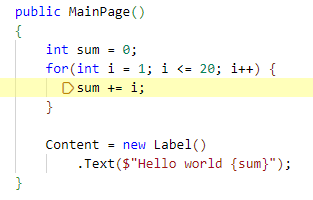 public MainPage()
{
    int sum = 0;
    for(int i = 1; i <= 20; i++) {
        sum += i;
    }

    Content = new Label()
        .Text($"Hello world {sum}");
}